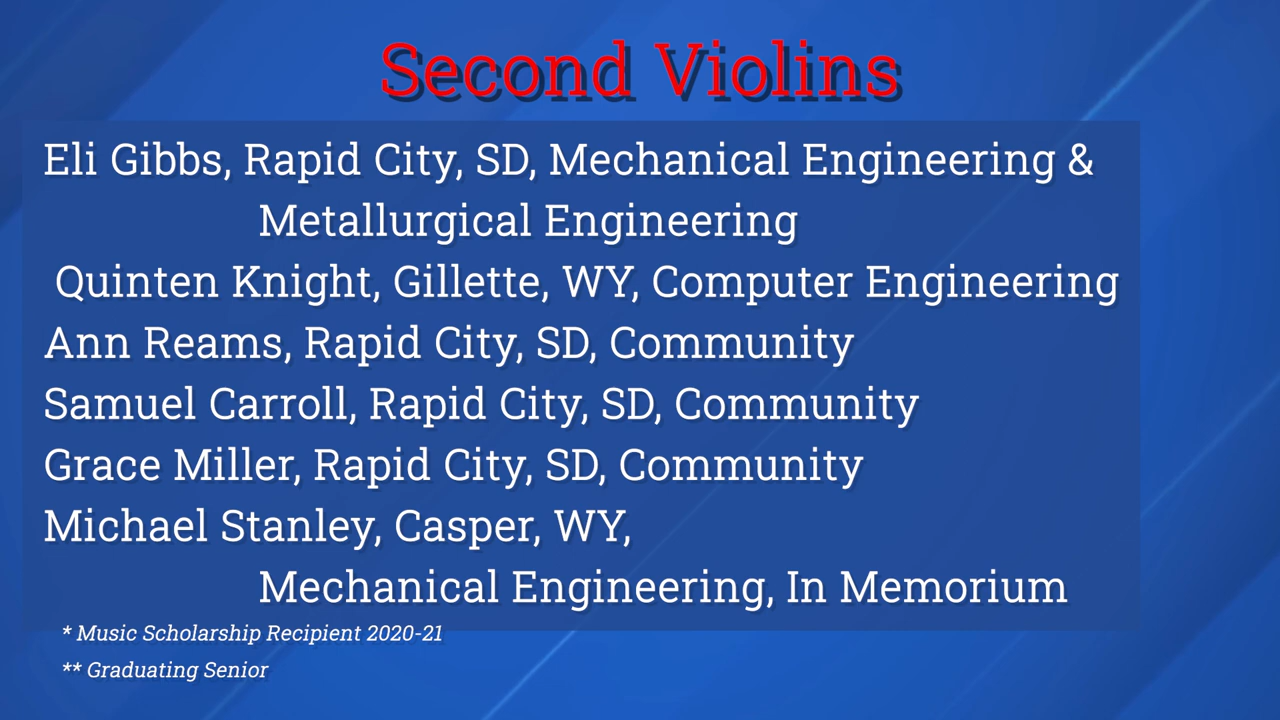 Second Violins
Eli Gibbs, Rapid City, SD, Mechanical Engineering &
Metallurgical Engineering
Quinten Knight, Gillette, WY, Computer Engineering
Ann Reams, Rapid City, SD, Community
Samuel Carroll, Rapid City, SD, Community
Grace Miller, Rapid City, SD, Community
Michael Stanley, Casper, WY,
Mechanical Engineering, In Memorium
* Music Scholarship Recipient 2020-21
** Graduating Senior